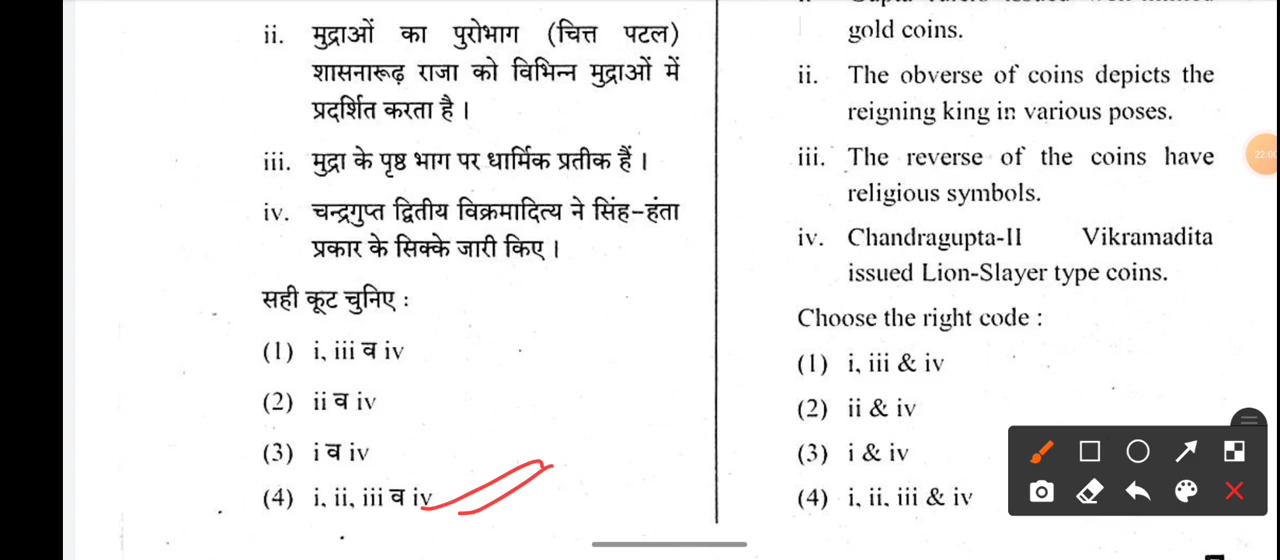 ii. मुद्राओं का पुरोभाग (चित्त पटल)
शासनारूढ़ राजा को विभिन्न मुद्राओं में
प्रदर्शित करता है ।
iii. मुद्रा के पृष्ठ भाग पर धार्मिक प्रतीक हैं ।
iv. चन्द्रगुप्त द्वितीय विक्रमादित्य ने सिंह-हंता
प्रकार के सिक्के जारी किए ।
सही कूट चुनिए :
(1) i, iii व iv
(2) ii व iv
(3) i व iv
(4) i, ii, iii व iv
gold coins.
ii. The obverse of coins depicts the
reigning king in various poses.
iii. The reverse of the coins have
religious symbols.
iv. Chandragupta-II Vikramadita
issued Lion-Slayer type coins.
Choose the right code :
(1) i, iii & iv
(2) ii & iv
(3) i & iv
(4) i, ii, iii & iv